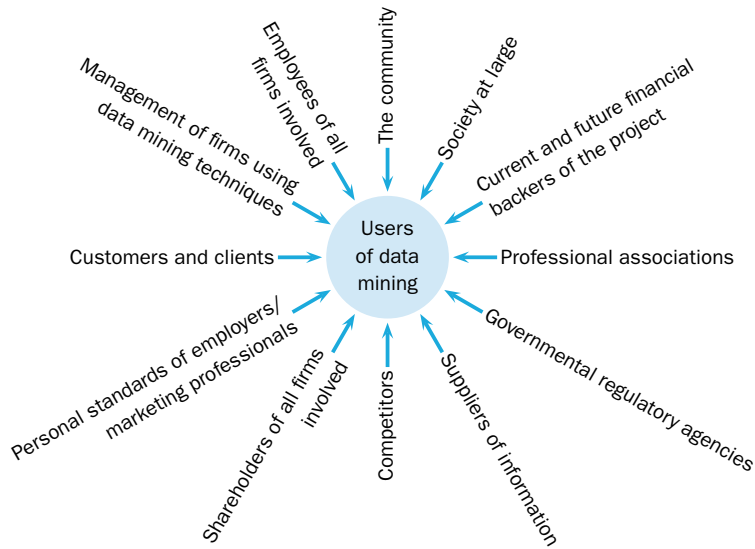 The community
Society at large
Current and future financial
backers of the project
Professional associations
Governmental regulatory agencies
Suppliers of information
Competitors
Shareholders of all firms
involved
Personal standards of employers/
marketing professionals
Customers and clients
Management of firms using
data mining techniques
Employees of all
firms involved
Users
of data
mining